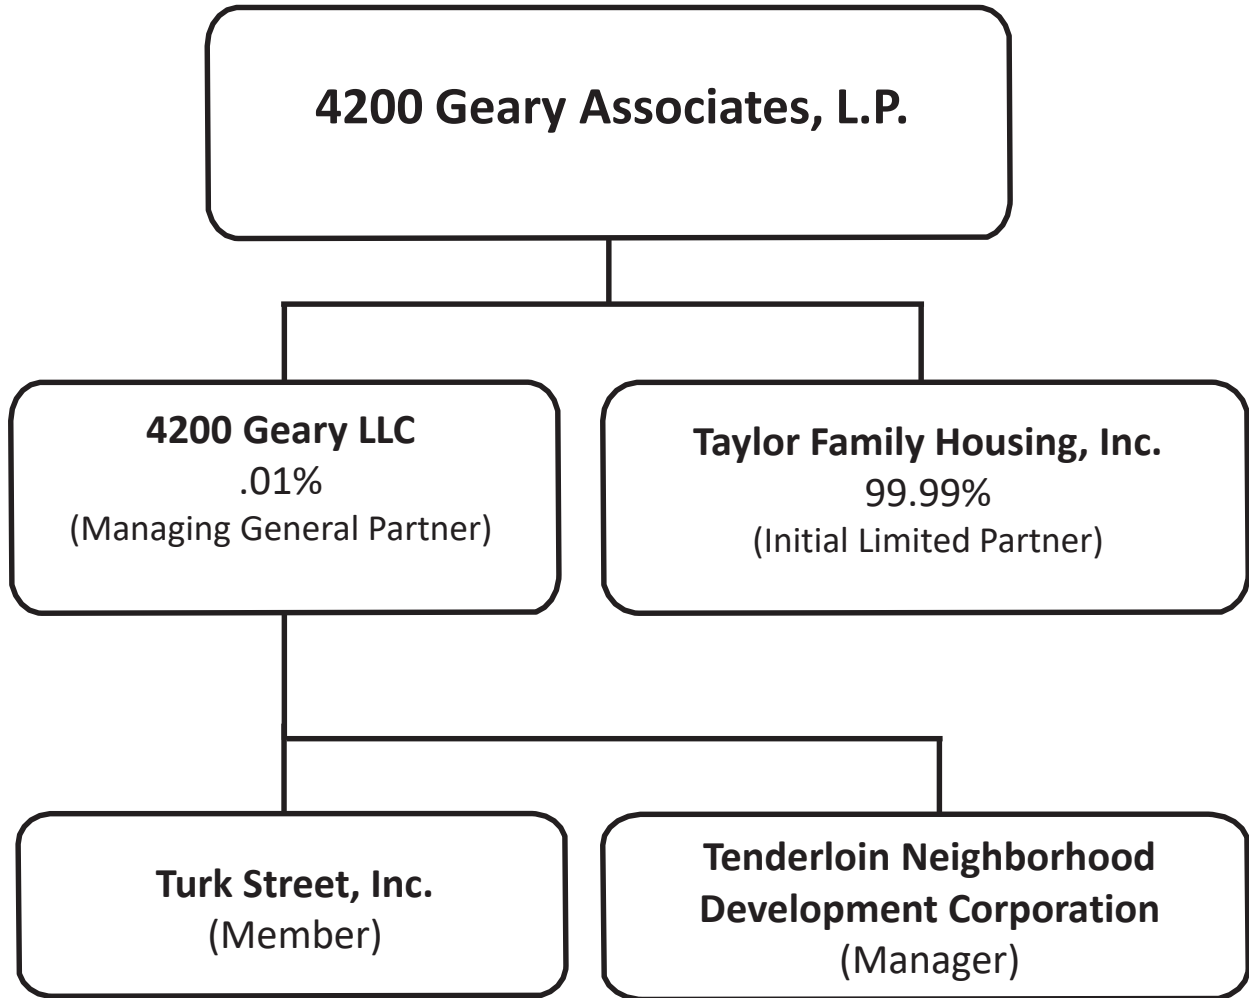 4200 Geary Associates, L.P.
4200 Geary LLC
.01%
(Managing General Partner)
Taylor Family Housing, Inc.
99.99%
(Initial Limited Partner)
Turk Street, Inc.
(Member)
Tenderloin Neighborhood
Development Corporation
(Manager)